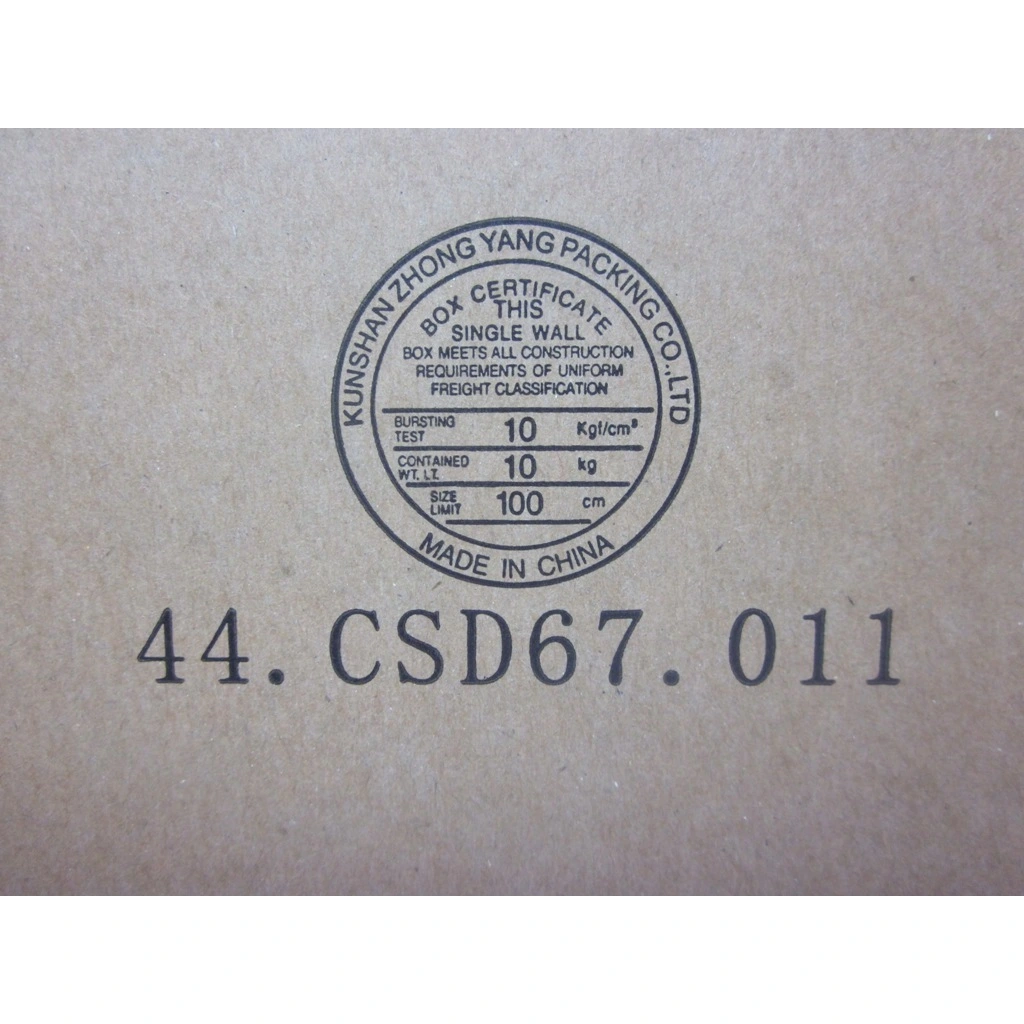 KUNSHAN ZHONG YANG PACKING CO.,LTD
BOX CERTIFICATE
THIS
SINGLE WALL
BOX MEETS ALL CONSTRUCTION
REQUIREMENTS OF UNIFORM
FREIGHT CLASSIFICATION
BURSTING TEST 10 Kgf/cm²
CONTAINED WT. LT. 10 kg
SIZE LIMIT 100 cm
MADE IN CHINA
44.CSD67.011